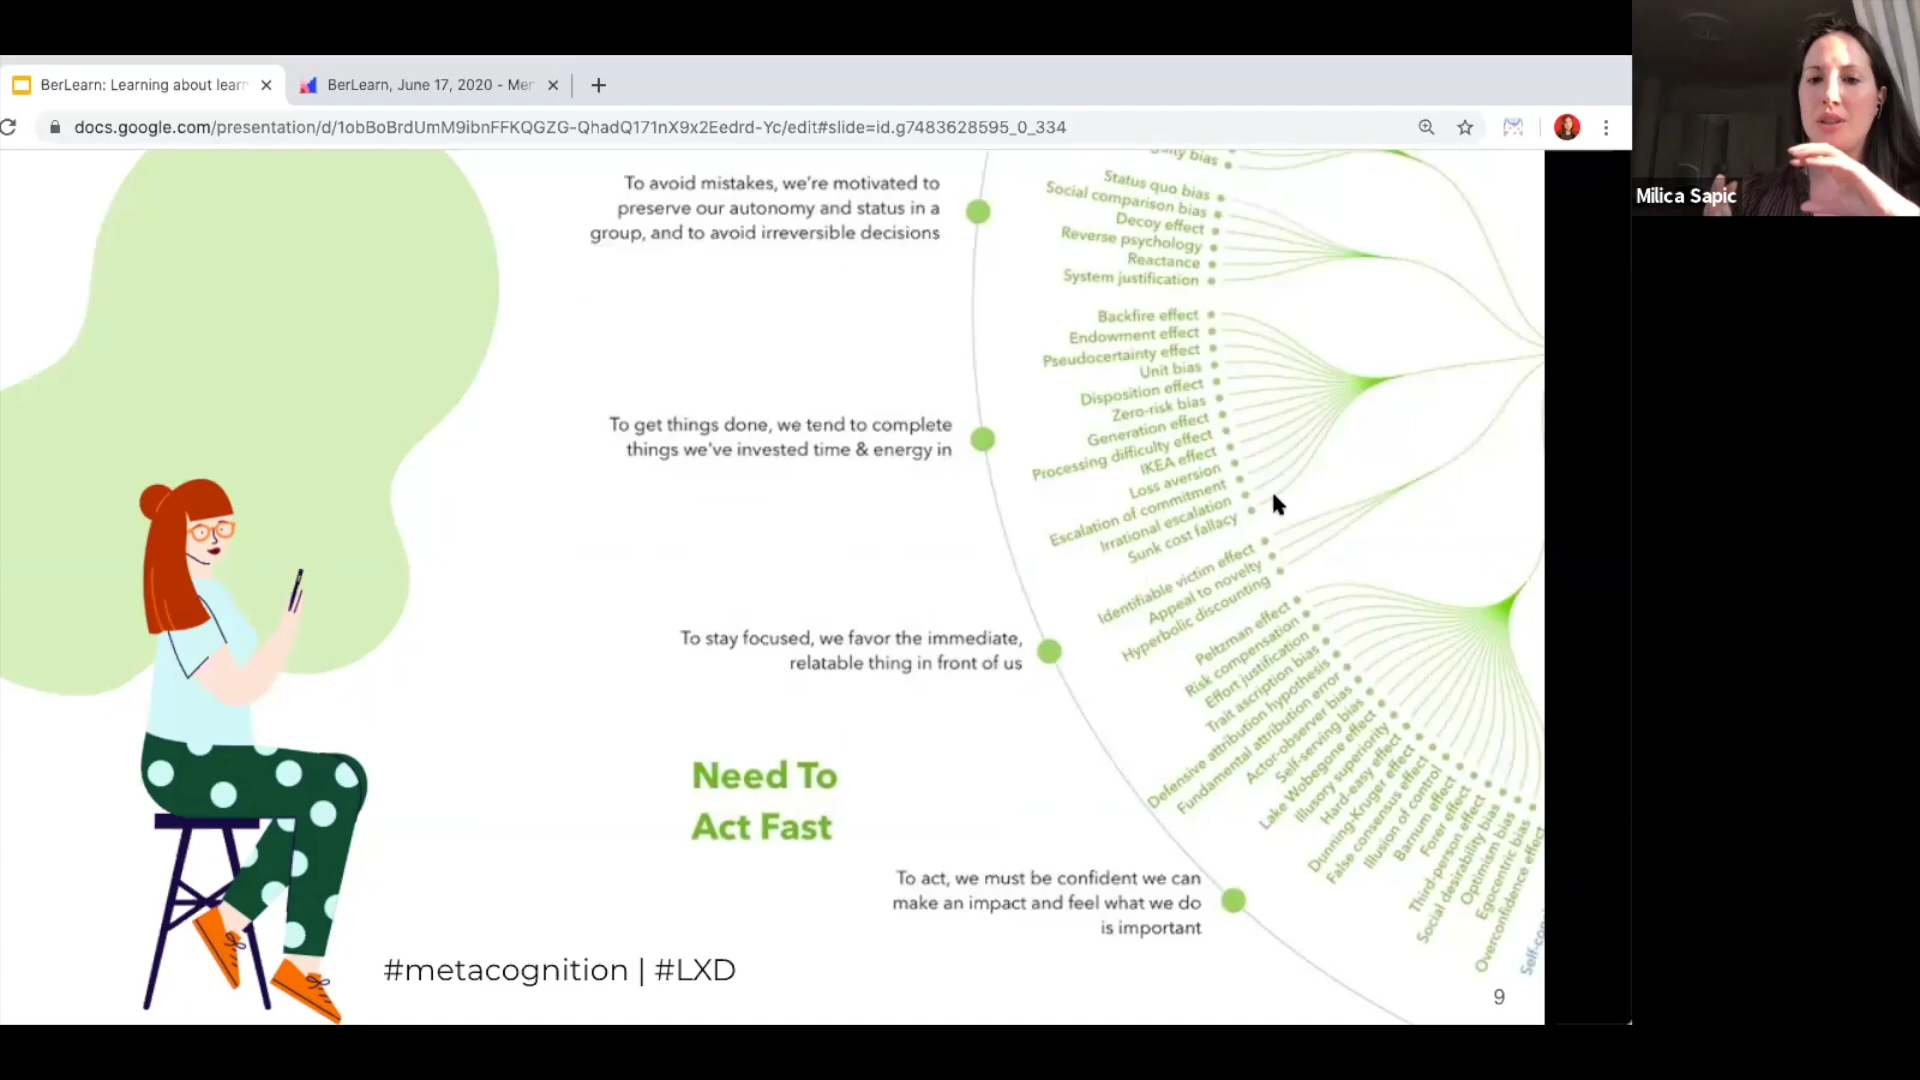 BerLearn: Learning about learn
BerLearn, June 17, 2020 - Mer
docs.google.com/presentation/d/1obBoBrdUmM9ibnFFKQGZG-QhadQ171nX9x2Eedrd-Yc/edit#slide=id.g7483628595_0_334
Milica Sapic
To avoid mistakes, we're motivated to
preserve our autonomy and status in a
group, and to avoid irreversible decisions
bias
Status quo bias
Social comparison bias
Decoy effect
Reverse psychology
Reactance
System justification
To get things done, we tend to complete
things we've invested time & energy in
Backfire effect
Endowment effect
Pseudocertainty effect
Unit bias
Disposition effect
Zero-risk bias
Generation effect
Processing difficulty effect
IKEA effect
Loss aversion
Escalation of commitment
Irrational escalation
Sunk cost fallacy
To stay focused, we favor the immediate,
relatable thing in front of us
Identifiable victim effect
Appeal to novelty
Hyperbolic discounting
Need To
Act Fast
To act, we must be confident we can
make an impact and feel what we do
is important
Peltzman effect
Risk compensation
Effort justification
Trait ascription bias
Defensive attribution hypothesis
Fundamental attribution error
Actor-observer bias
Self-serving bias
Lake Wobegone effect
Illusory superiority
Hard-easy effect
Dunning-Kruger effect
False consensus effect
Illusion of control
Barnum effect
Forer effect
Third-person effect
Social desirability bias
Optimism bias
Egocentric bias
Overconfidence effect
#metacognition | #LXD
9